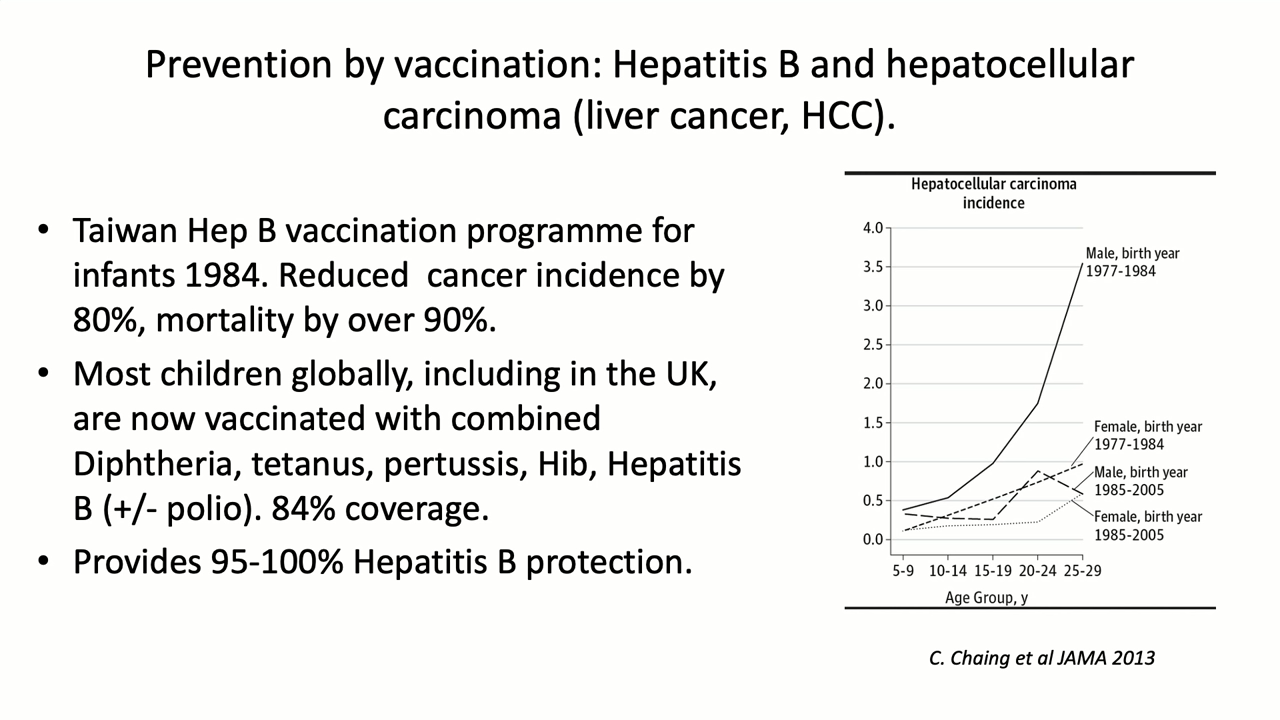 Prevention by vaccination: Hepatitis B and hepatocellular
carcinoma (liver cancer, HCC).
• Taiwan Hep B vaccination programme for
infants 1984. Reduced  cancer incidence by
80%, mortality by over 90%.
• Most children globally, including in the UK,
are now vaccinated with combined
Diphtheria, tetanus, pertussis, Hib, Hepatitis
B (+/- polio). 84% coverage.
• Provides 95-100% Hepatitis B protection.
Hepatocellular carcinoma
incidence
4.0
3.5
3.0
2.5
2.0
1.5
1.0
0.5
0.0
Male, birth year
1977-1984
Female, birth year
1977-1984
Male, birth year
1985-2005
Female, birth year
1985-2005
5-9 10-14 15-19 20-24 25-29
Age Group, y
C. Chaing et al JAMA 2013